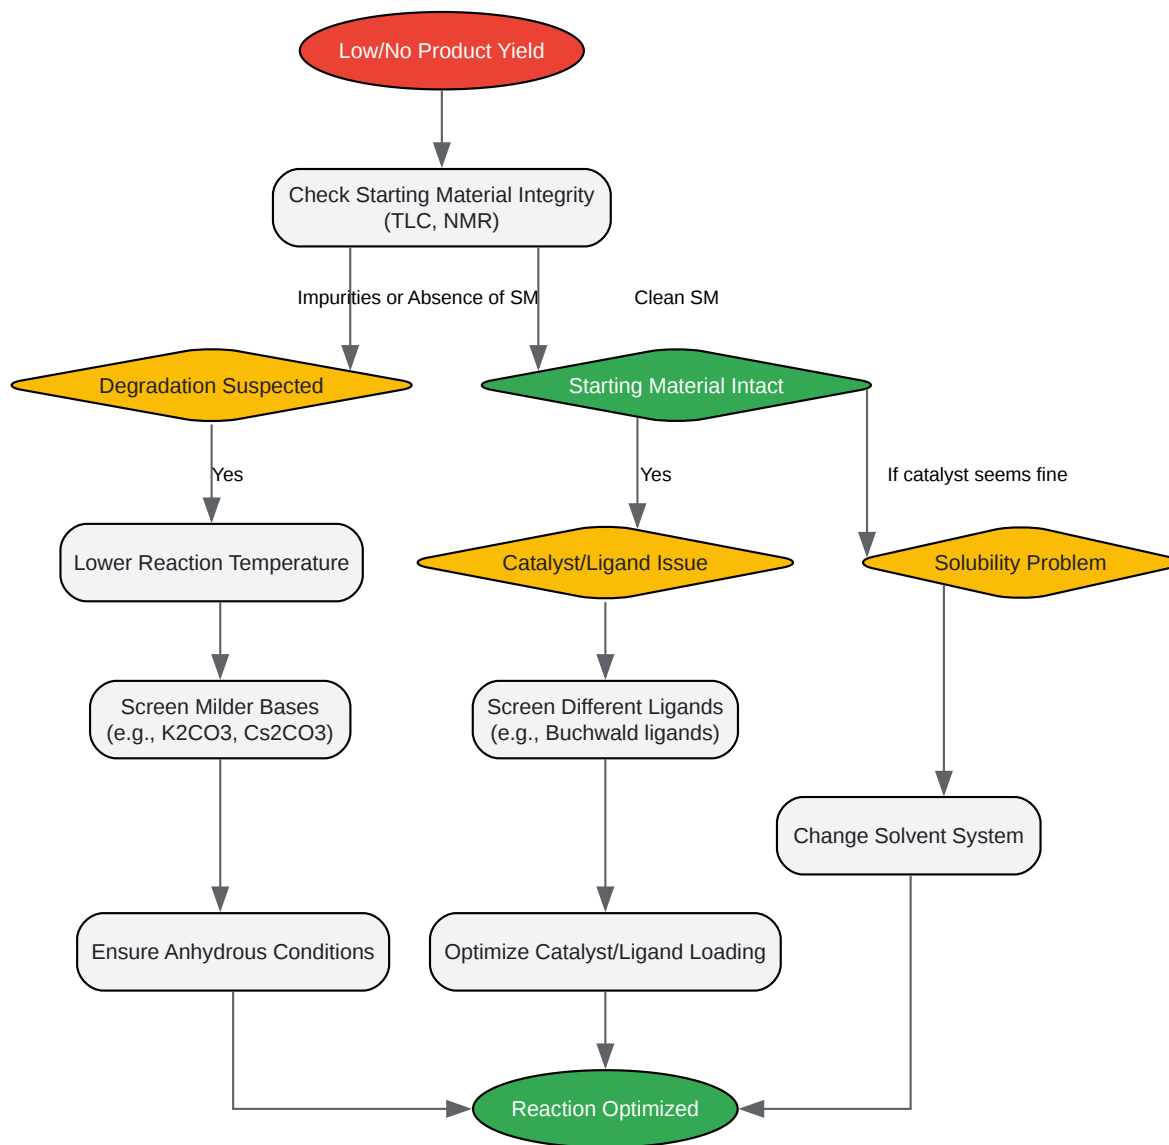 Low/No Product Yield
Check Starting Material Integrity
(TLC, NMR)
Impurities or Absence of SM
Clean SM
Degradation Suspected
Starting Material Intact
Yes
Yes
If catalyst seems fine
Lower Reaction Temperature
Catalyst/Ligand Issue
Solubility Problem
Screen Milder Bases
(e.g., K2CO3, Cs2CO3)
Screen Different Ligands
(e.g., Buchwald ligands)
Change Solvent System
Ensure Anhydrous Conditions
Optimize Catalyst/Ligand Loading
Reaction Optimized